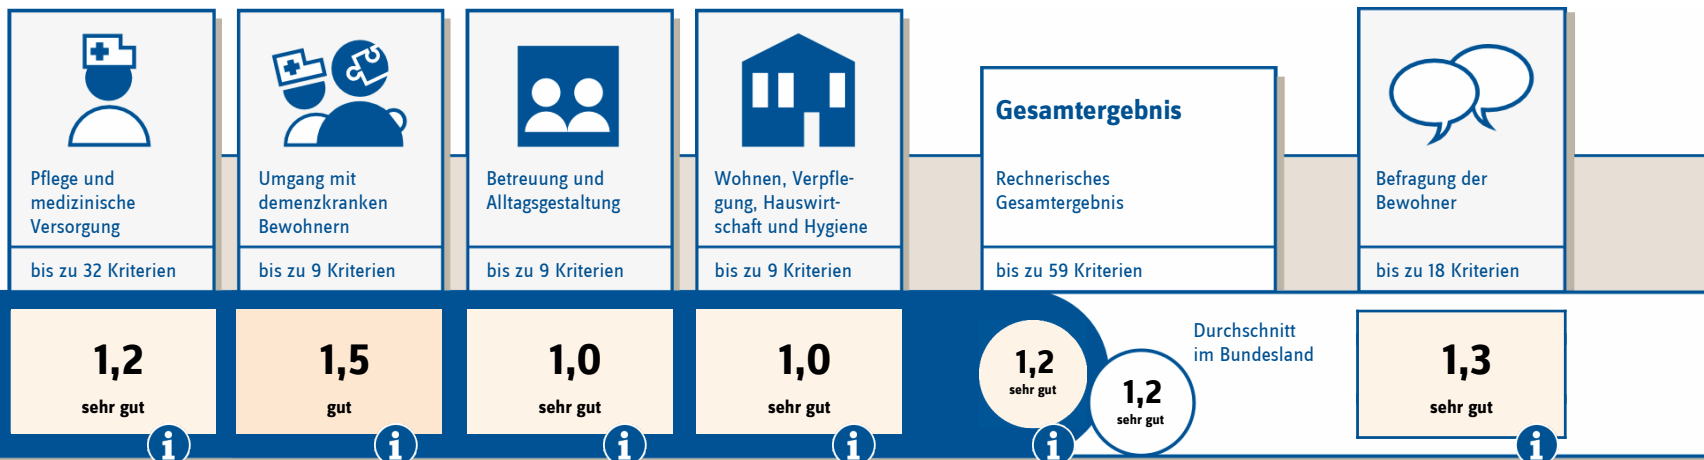 Pflege und
medizinische
Versorgung
bis zu 32 Kriterien
1,2
sehr gut
i
Umgang mit
demenzkranken
Bewohnern
bis zu 9 Kriterien
1,5
gut
i
Betreuung und
Alltagsgestaltung
bis zu 9 Kriterien
1,0
sehr gut
i
Wohnen, Verpfle-
gung, Hauswirt-
schaft und Hygiene
bis zu 9 Kriterien
1,0
sehr gut
i
Gesamtergebnis
Rechnerisches
Gesamtergebnis
bis zu 59 Kriterien
1,2
sehr gut
i
Durchschnitt
im Bundesland
1,2
sehr gut
Befragung der
Bewohner
bis zu 18 Kriterien
1,3
sehr gut
i